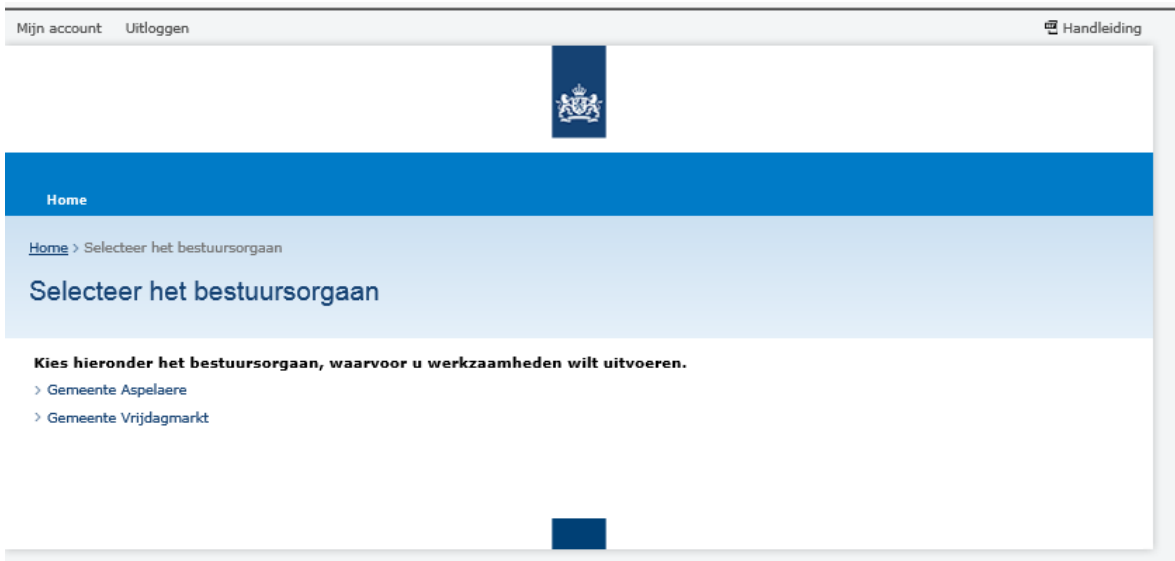 Mijn account Uitloggen Handleiding
Home
Home > Selecteer het bestuursorgaan
Selecteer het bestuursorgaan
Kies hieronder het bestuursorgaan, waarvoor u werkzaamheden wilt uitvoeren.
> Gemeente Aspelaere
> Gemeente Vrijdagmarkt